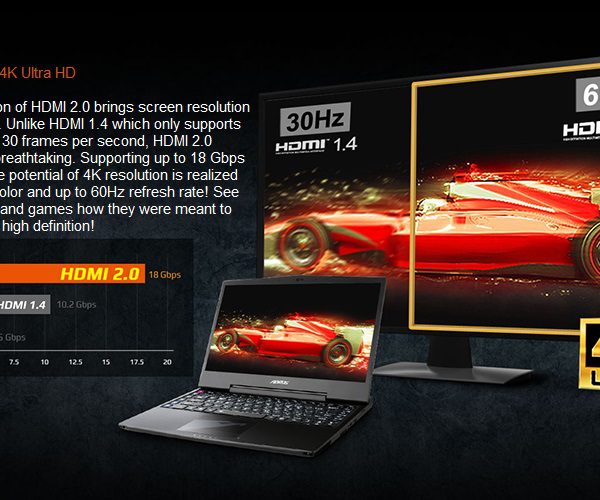 4K Ultra HD
on of HDMI 2.0 brings screen resolution
. Unlike HDMI 1.4 which only supports
30 frames per second, HDMI 2.0
breathtaking. Supporting up to 18 Gbps
e potential of 4K resolution is realized
olor and up to 60Hz refresh rate! See
and games how they were meant to
high definition!
30Hz
HDMI 1.4
6
HD
HDMI 2.0 18 Gbps
HDMI 1.4 10.2 Gbps
Gbps
7.5 10 12.5 15 17.5 20
AORUS
4
U